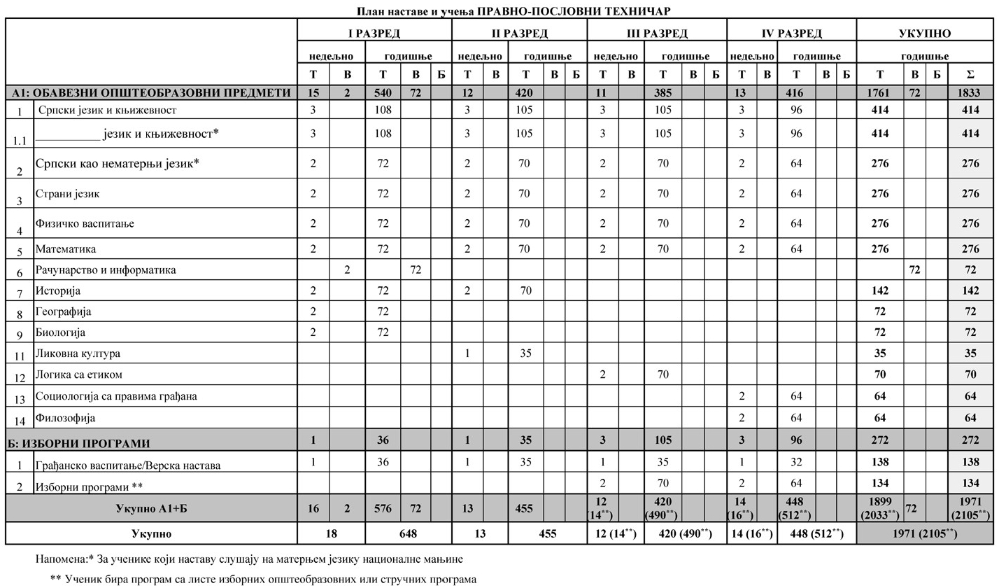 План наставе и учења ПРАВНО-ПОСЛОВНИ ТЕХНИЧАР
I РАЗРЕД II РАЗРЕД III РАЗРЕД IV РАЗРЕД УКУПНО
недељно годишње недељно годишње недељно годишње недељно годишње годишње
Т В Т В Б Т В Т В Б Т В Т В Б Т В Т В Б Т В Б Σ
А1: ОБАВЕЗНИ ОПШТЕОБРАЗОВНИ ПРЕДМЕТИ 15 2 540 72 12 420 11 385 13 416 1761 72 1833
1 Српски језик и књижевност 3 108 3 105 3 105 3 96 414 414
1.1 ___________ језик и књижевност* 3 108 3 105 3 105 3 96 414 414
2 Српски као нематерњи језик* 2 72 2 70 2 70 2 64 276 276
3 Страни језик 2 72 2 70 2 70 2 64 276 276
4 Физичко васпитање 2 72 2 70 2 70 2 64 276 276
5 Математика 2 72 2 70 2 70 2 64 276 276
6 Рачунарство и информатика 2 72 72 72
7 Историја 2 72 2 70 142 142
8 Географија 2 72 72 72
9 Биологија 2 72 72 72
11 Ликовна култура 1 35 35 35
12 Логика са етиком 2 70 70 70
13 Социологија са правима грађана 2 64 64 64
14 Филозофија 2 64 64 64
Б: ИЗБОРНИ ПРОГРАМИ 1 36 1 35 3 105 3 96 272 272
1 Грађанско васпитање/Верска настава 1 36 1 35 1 35 1 32 138 138
2 Изборни програми ** 2 70 2 64 134 134
Укупно А1+Б 16 2 576 72 13 455 12 (14**) 420 (490**) 14 (16**) 448 (512**) 1899 (2033**) 72 1971 (2105**)
Укупно 18 648 13 455 12 (14**) 420 (490**) 14 (16**) 448 (512**) 1971 (2105**)
Напомена:* За ученике који наставу слушају на матерњем језику националне мањине
** Ученик бира програм са листе изборних општеобразовних или стручних програма